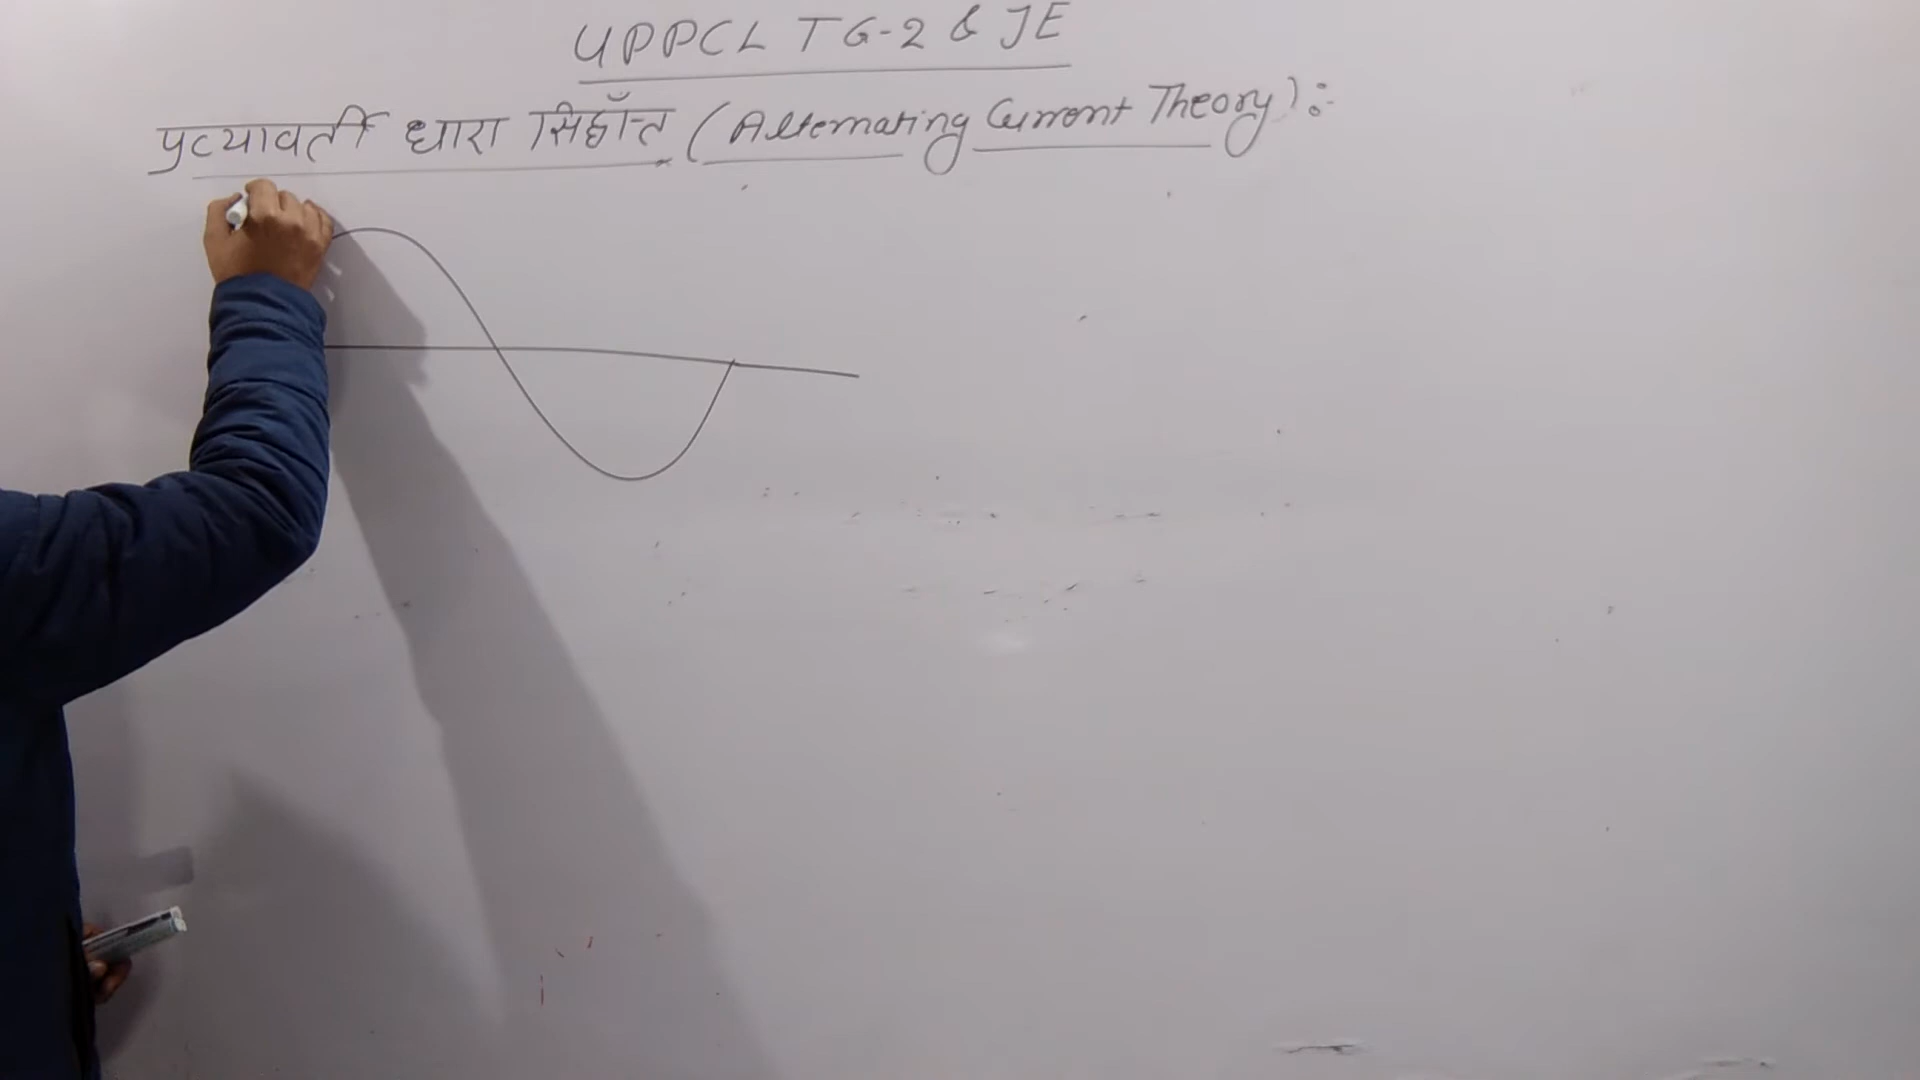 UPPCL TG-2 & JE
प्रत्यावर्ती धारा सिद्धाँन्त (Alternating Current Theory):-